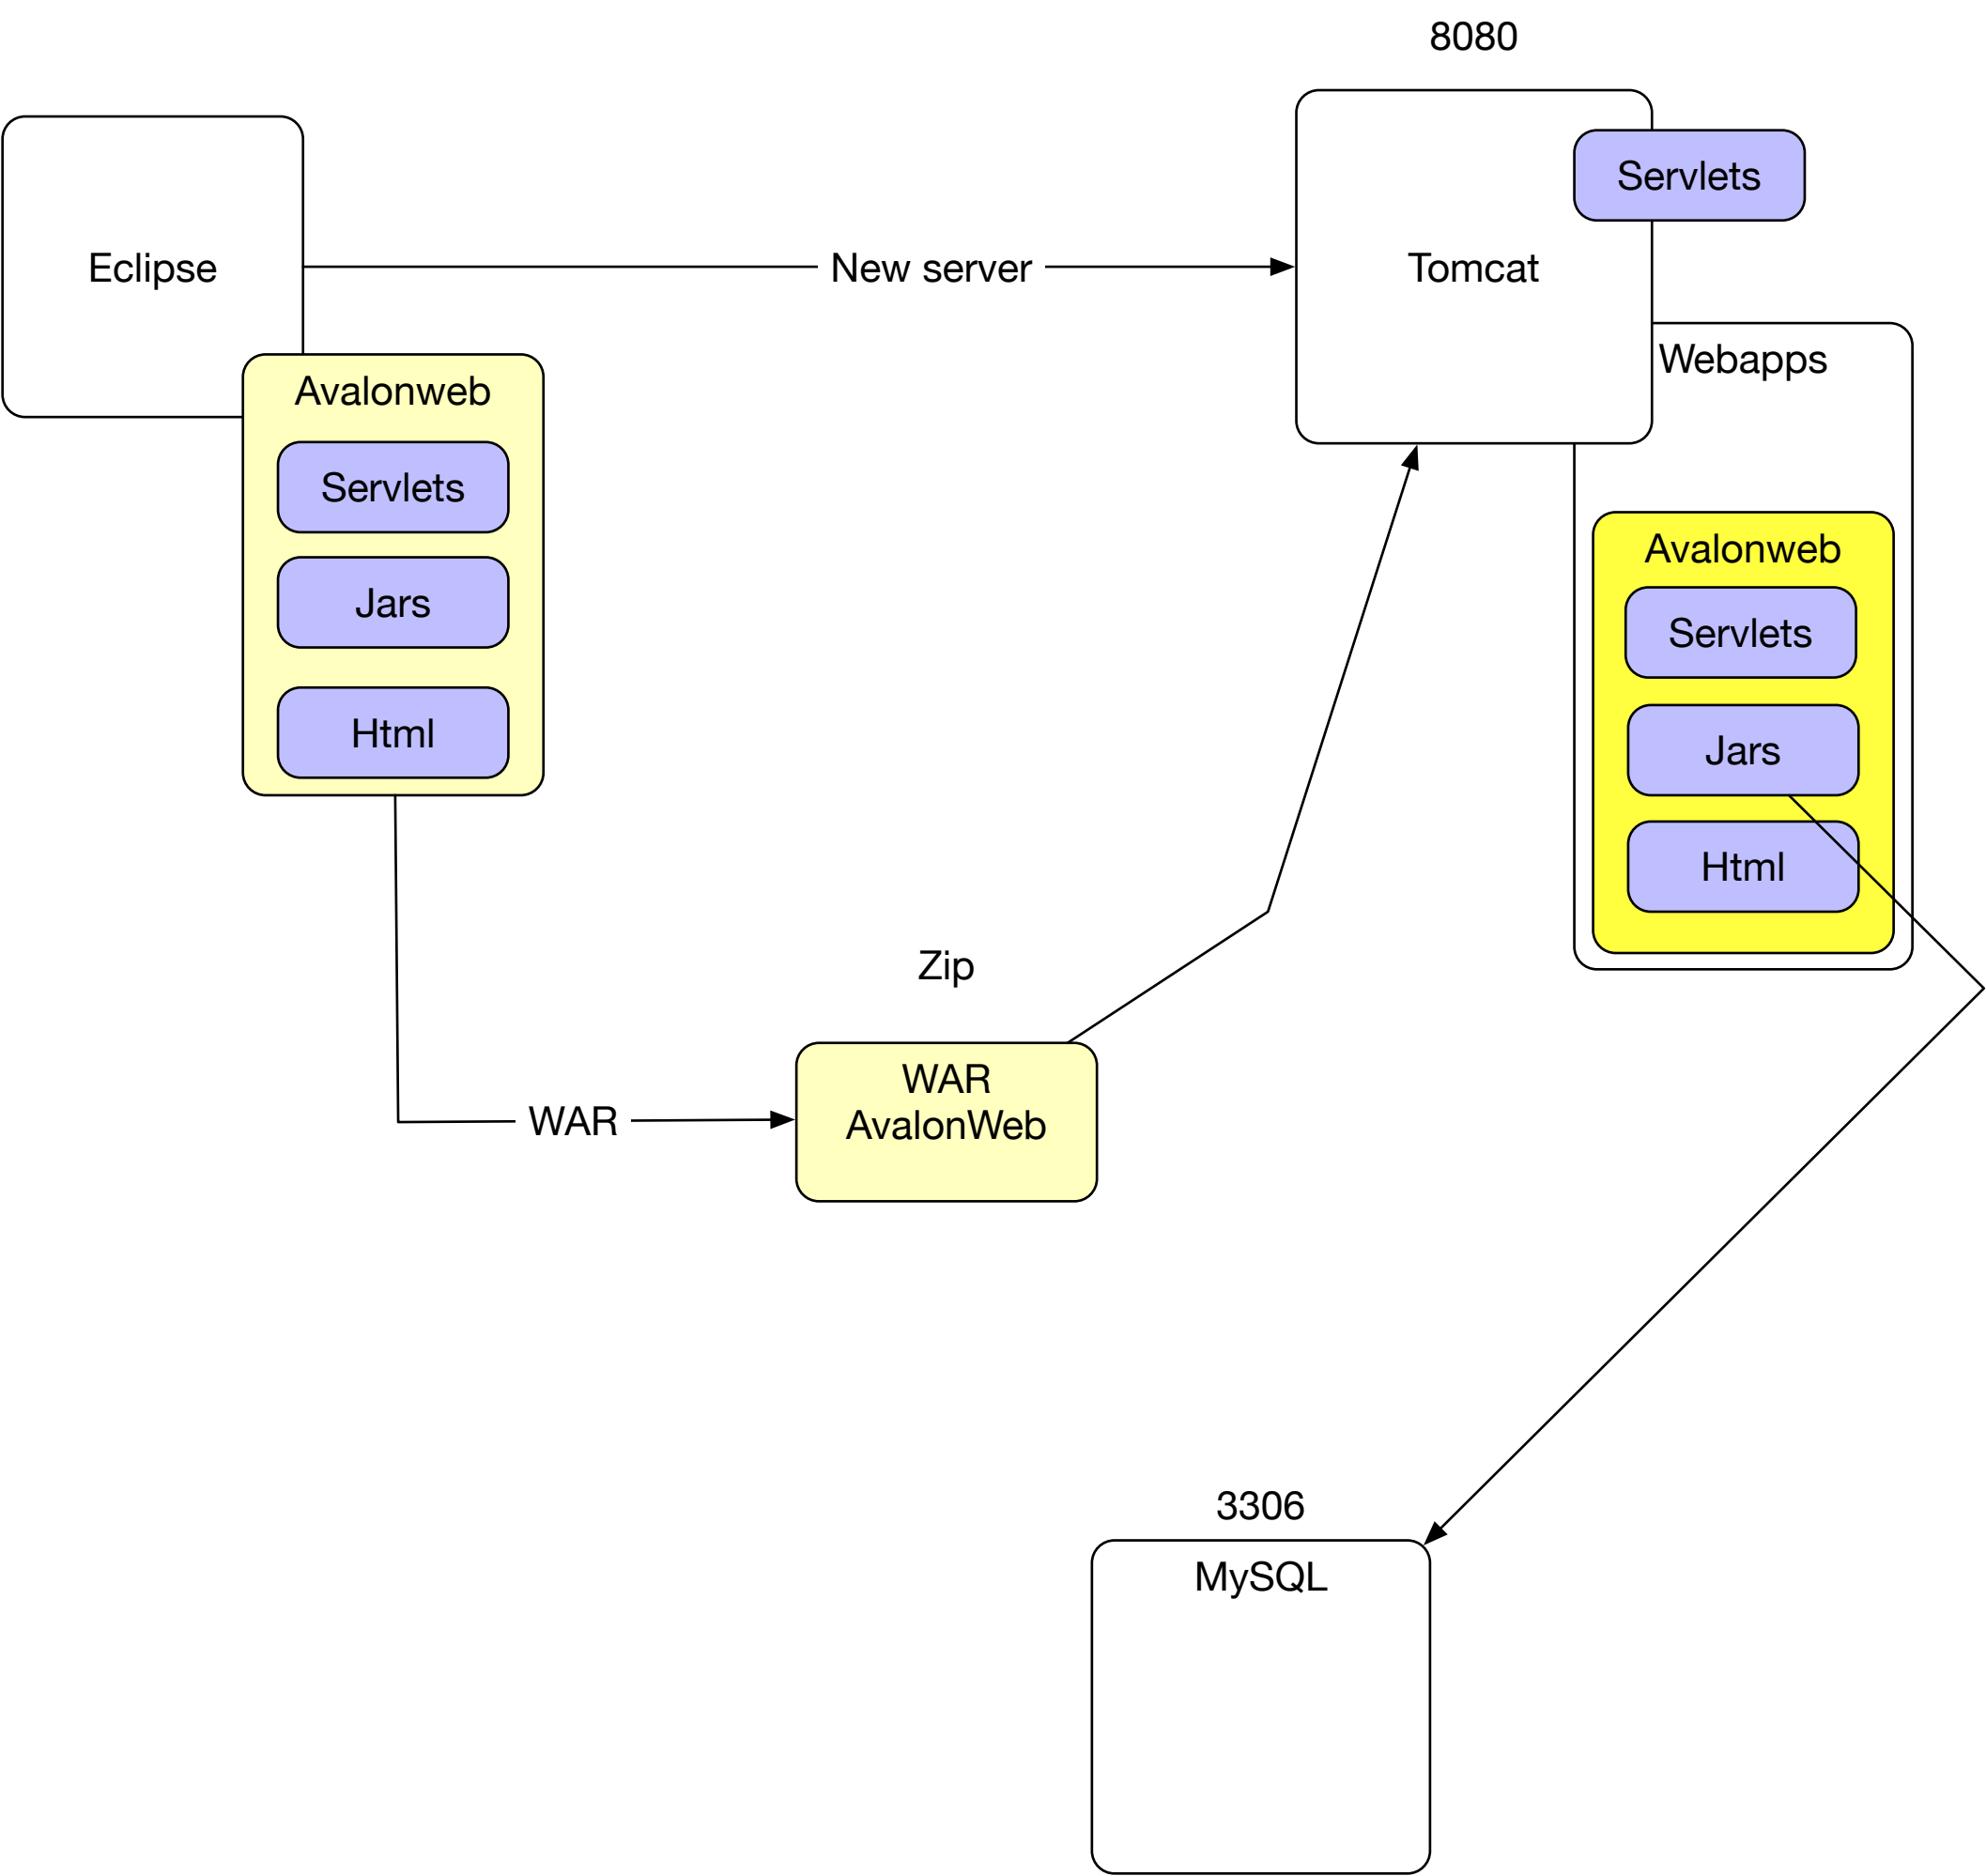 8080
Servlets
Eclipse
New server
Tomcat
Webapps
Avalonweb
Servlets
Jars
Html
Avalonweb
Servlets
Jars
Html
Zip
WAR
AvalonWeb
WAR
3306
MySQL